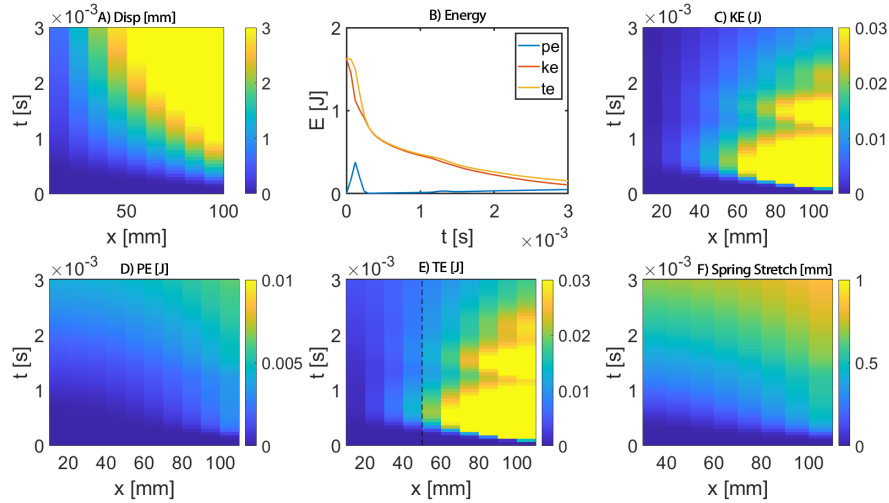 ×10⁻³ A) Disp [mm]
3
2
1
0
t [s]
50
100
x [mm]
3
2
1
0
B) Energy
2
1
0
E [J]
pe
ke
te
0
1
2
3
t [s]
×10⁻³
×10⁻³ C) KE (J)
3
2
1
0
t [s]
20 40 60 80 100
x [mm]
0.03
0.02
0.01
0
×10⁻³ D) PE [J]
3
2
1
0
t [s]
20 40 60 80 100
x [mm]
0.01
0.005
0
×10⁻³ E) TE [J]
3
2
1
0
t [s]
20 40 60 80 100
x [mm]
0.03
0.02
0.01
0
×10⁻³ F) Spring Stretch [mm]
3
2
1
0
t [s]
40 60 80 100
x [mm]
1
0.5
0